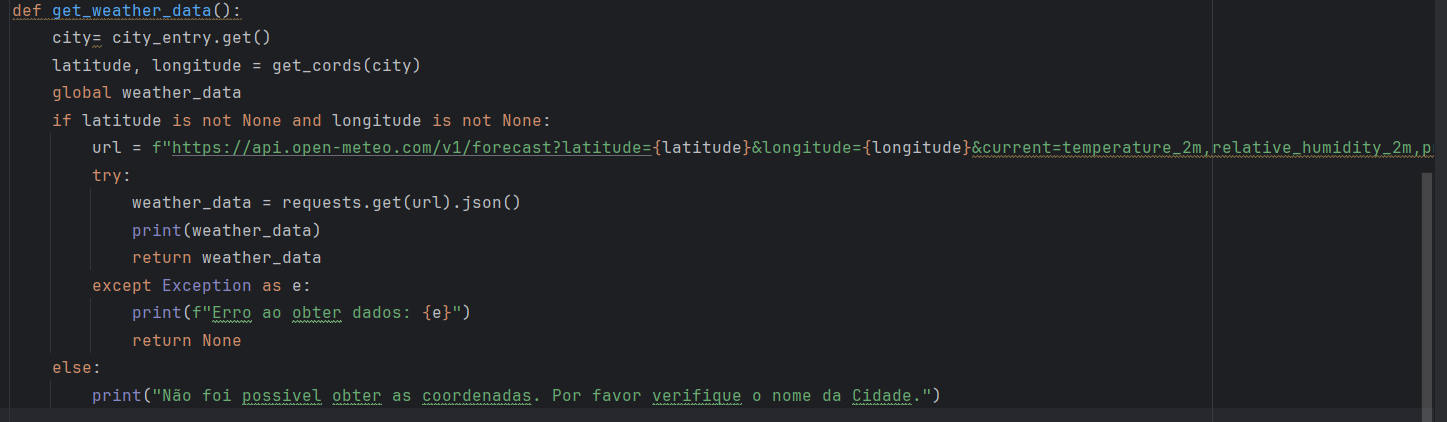 def get_weather_data():
    city= city_entry.get()
    latitude, longitude = get_cords(city)
    global weather_data
    if latitude is not None and longitude is not None:
        url = f"https://api.open-meteo.com/v1/forecast?latitude={latitude}&longitude={longitude}&current=temperature_2m,relative_humidity_2m,p
        try:
            weather_data = requests.get(url).json()
            print(weather_data)
            return weather_data
        except Exception as e:
            print(f"Erro ao obter dados: {e}")
            return None
    else:
        print("Não foi possivel obter as coordenadas. Por favor verifique o nome da Cidade.")